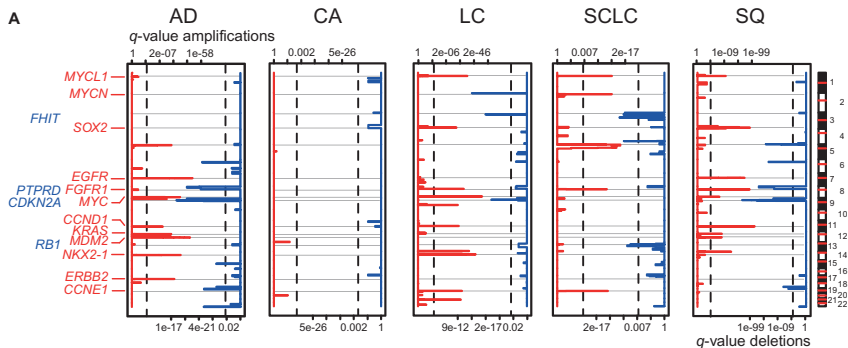 A
AD CA LC SCLC SQ
q-value amplifications
1 2e-07 1e-58 1 0.002 5e-26 1 2e-06 2e-46 1 0.007 2e-17 1 1e-09 1e-99
MYCL1
MYCN
FHIT
SOX2
EGFR
PTPRD FGFR1
CDKN2A MYC
CCND1
KRAS
RB1 MDM2
NKX2-1
ERBB2
CCNE1
1
2
3
4
5
6
7
8
9
10
11
12
13
14
15
16
17
18
19
20
21
22
1e-17 4e-21 0.02 5e-26 0.002 1 9e-12 2e-17 0.02 2e-17 0.007 1 1e-99 1e-09 1
q-value deletions